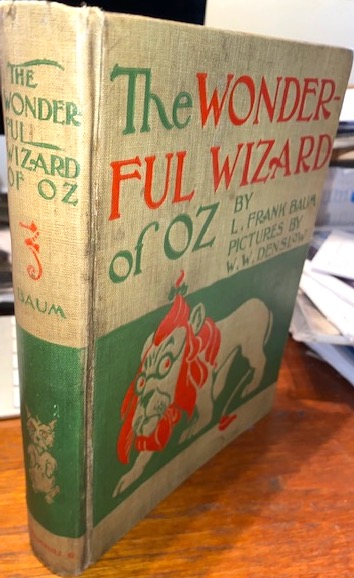 THE
WONDER-
FUL
WIZARD
OF OZ
BAUM
The WONDER-
FUL WIZARD
of OZ
BY
L. FRANK BAUM
PICTURES BY
W. W. DENSLOW